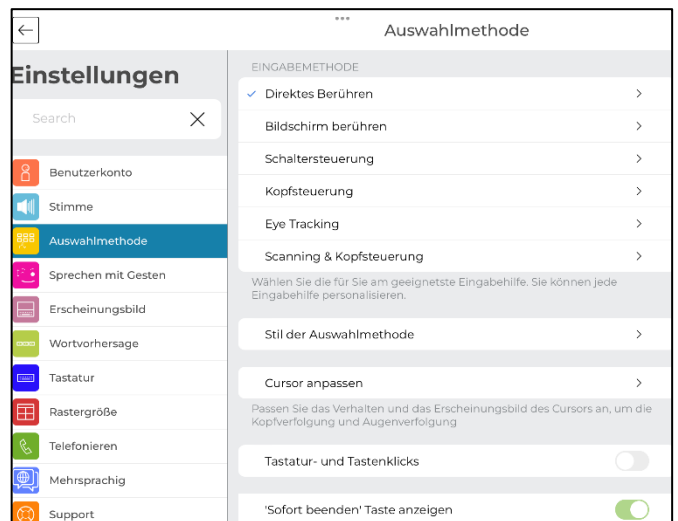 Auswahlmethode
Einstellungen
Search
Benutzerkonto
Stimme
Auswahlmethode
Sprechen mit Gesten
Erscheinungsbild
Wortvorhersage
Tastatur
Rastergröße
Telefonieren
Mehrsprachig
Support
EINGABEMETHODE
Direktes Berühren
Bildschirm berühren
Schaltersteuerung
Kopfsteuerung
Eye Tracking
Scanning & Kopfsteuerung
Wählen Sie die für Sie am geeignetste Eingabehilfe. Sie können jede
Eingabehilfe personalisieren.
Stil der Auswahlmethode
Cursor anpassen
Passen Sie das Verhalten und das Erscheinungsbild des Cursors an, um die
Kopfverfolgung und Augenverfolgung
Tastatur- und Tastenklicks
'Sofort beenden' Taste anzeigen